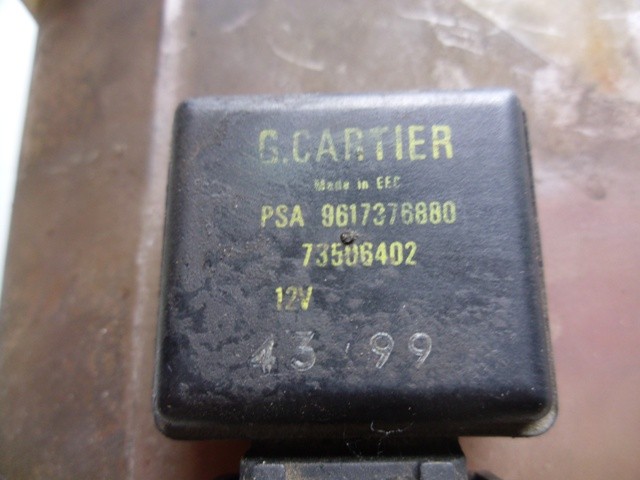 G.CARTIER
Made in EEC
PSA 9617376880
73506402
12V
43 99